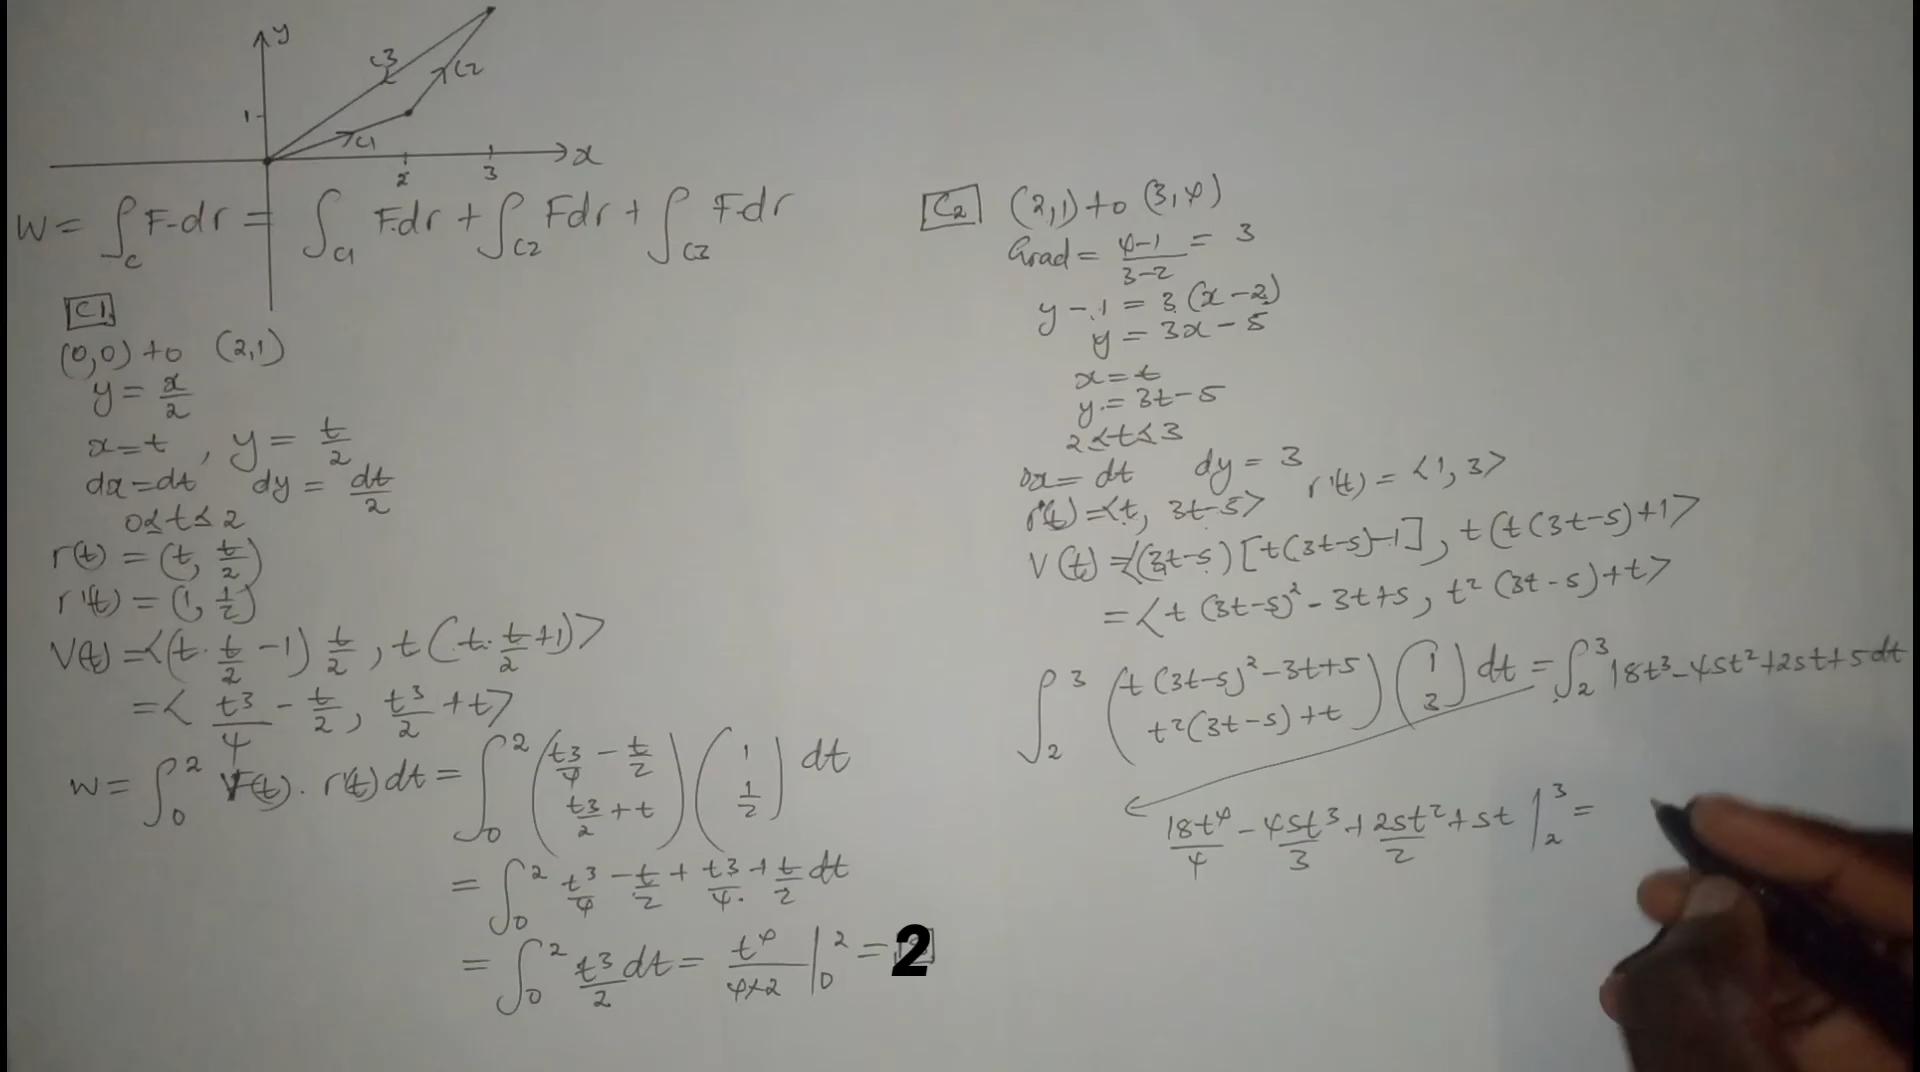 y
C3
C2
1
C1
x
2
3
W = ∫_C F·dr = ∫_C1 F·dr + ∫_C2 Fdr + ∫_C3 F·dr
C1
(0,0) to (2,1)
y = x/2
x = t , y = t/2
dx = dt dy = dt/2
0 ≤ t ≤ 2
r(t) = (t, t/2)
r'(t) = (1, 1/2)
V(t) = <(t · t/2 - 1) t/2 , t (t · t/2 + 1)>
= < t³/4 - t/2 , t³/2 + t>
W = ∫₀² F(t) · r'(t) dt = ∫₀² (t³/4 - t/2, t³/2 + t) (1, 1/2) dt
= ∫₀² t³/4 - t/2 + t³/4 + t/2 dt
= ∫₀² t³/2 dt = t⁴/(4×2) |₀² = 2
C2 (2,1) to (3,4)
Grad = (4-1)/(3-2) = 3
y - 1 = 3 (x - 2)
y = 3x - 5
x = t
y = 3t - 5
2 ≤ t ≤ 3
dx = dt dy = 3
r(t) = <t, 3t-5> r'(t) = <1, 3>
V(t) = <(3t-5) [t(3t-5)-1] , t (t (3t-5)+1>
= <t (3t-5)² - 3t+5 , t² (3t-5)+t>
∫₂³ (t (3t-5)² - 3t+5, t²(3t-5)+t) (1, 3) dt = ∫₂³ 18t³ - 45t² + 25t + 5 dt
18t⁴/4 - 45t³/3 + 25t²/2 + 5t |₂³ =